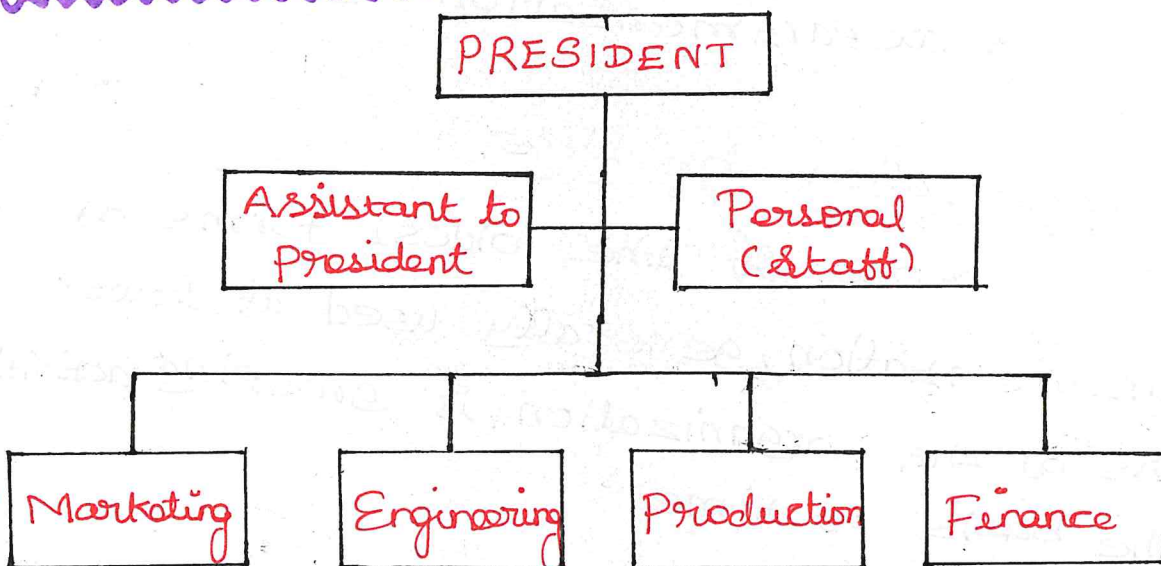 PRESIDENT
Assistant to
President
Personal
(Staff)
Marketing
Engineering
Production
Finance